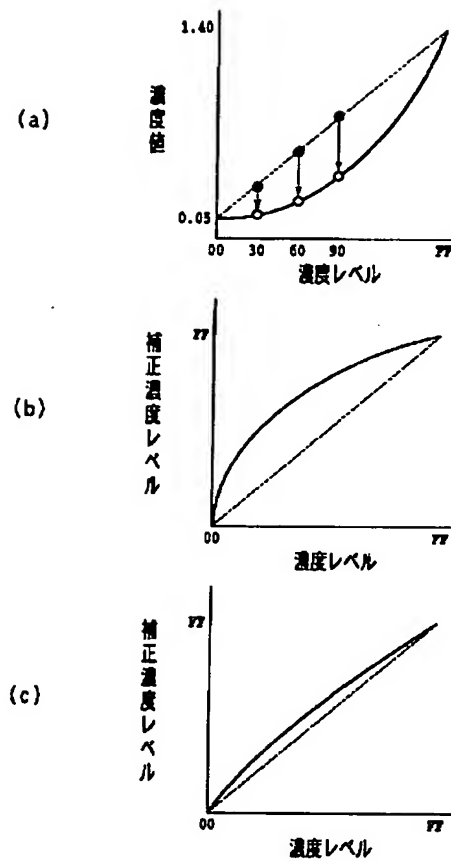 (a)
濃度値
1.40
0.05
00 30 60 90 FF
濃度レベル
(b)
補正濃度レベル
FF
00 FF
濃度レベル
(c)
補正濃度レベル
FF
00 FF
濃度レベル